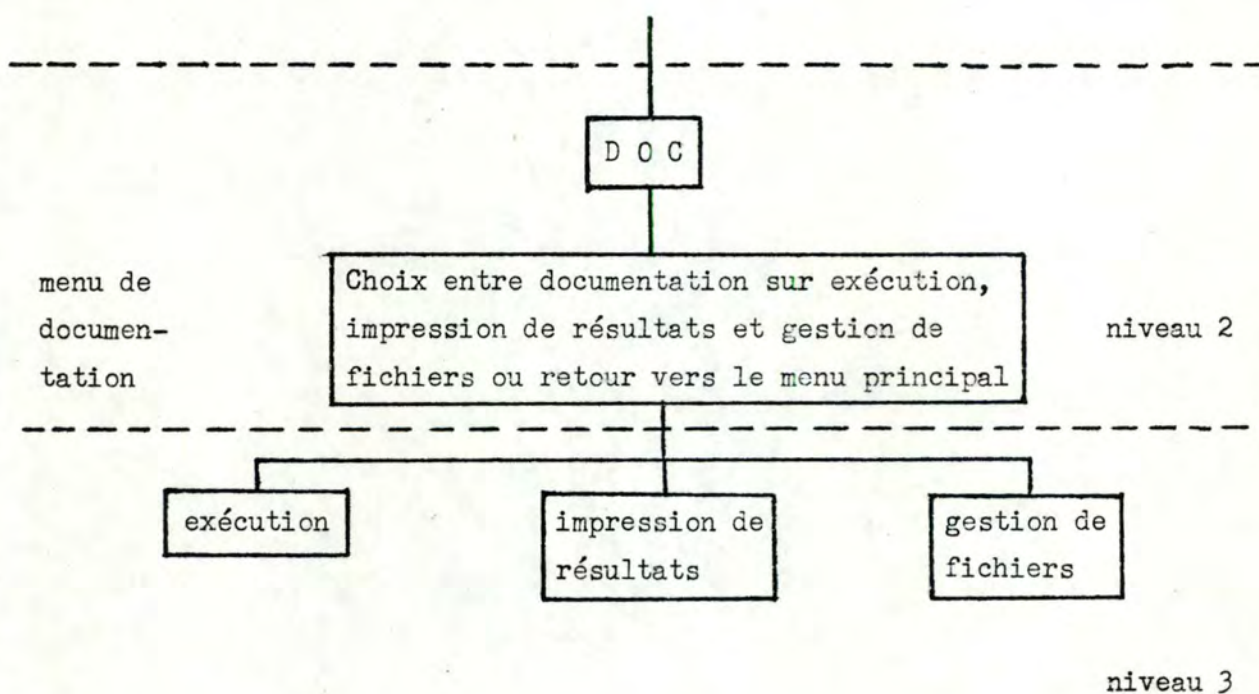 D O C
menu de
documen-
tation
Choix entre documentation sur exécution,
impression de résultats et gestion de
fichiers ou retour vers le menu principal
niveau 2
exécution
impression de
résultats
gestion de
fichiers
niveau 3